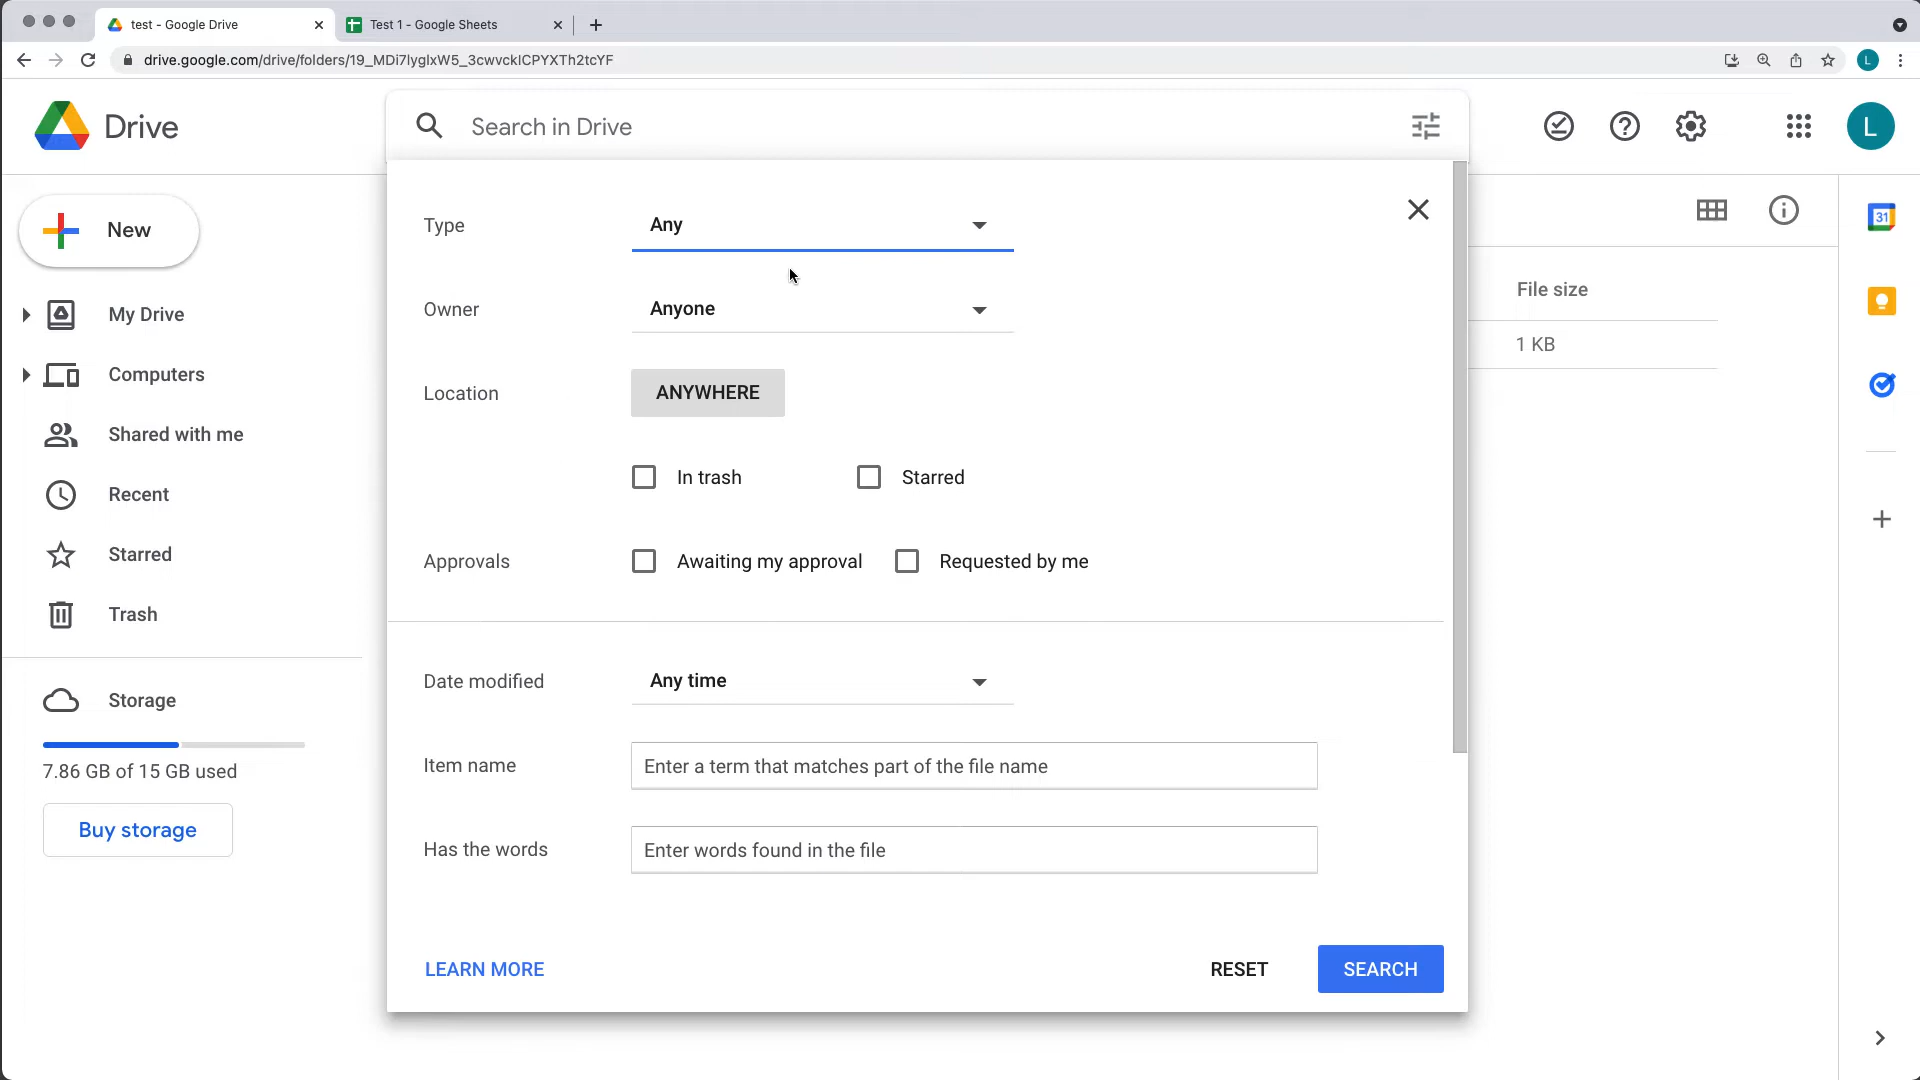 test - Google Drive
Test 1 - Google Sheets
drive.google.com/drive/folders/19_MDi7lyglxW5_3cwvcklCPYXTh2tcYF
L
Drive
Search in Drive
L
New
Type
Any
31
File size
My Drive
Owner
Anyone
1 KB
Computers
Location
ANYWHERE
Shared with me
In trash
Starred
Recent
Starred
Approvals
Awaiting my approval
Requested by me
Trash
Date modified
Any time
Storage
7.86 GB of 15 GB used
Item name
Enter a term that matches part of the file name
Buy storage
Has the words
Enter words found in the file
LEARN MORE
RESET
SEARCH